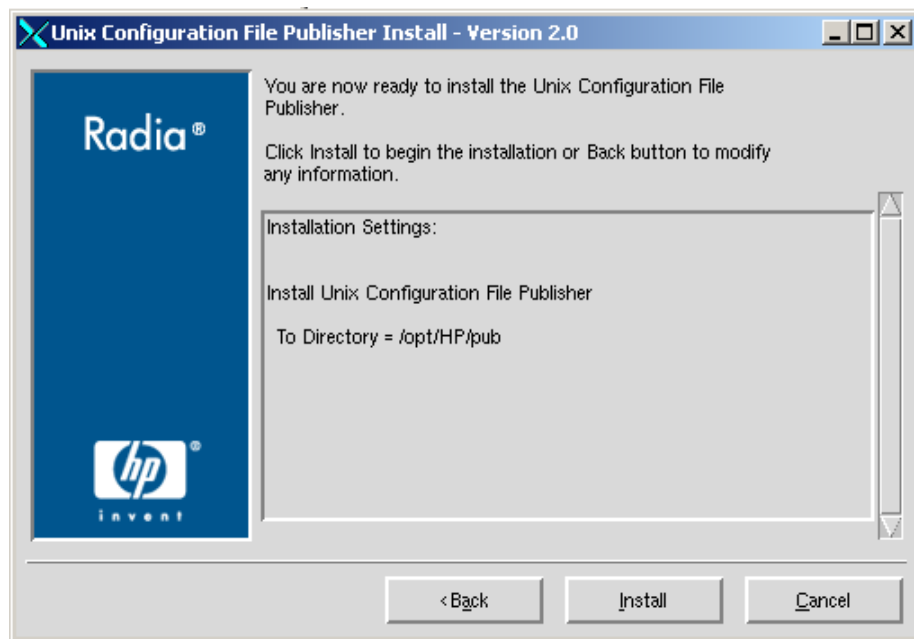 Unix Configuration File Publisher Install - Version 2.0
Radia®
You are now ready to install the Unix Configuration File
Publisher.
Click Install to begin the installation or Back button to modify
any information.
Installation Settings:
Install Unix Configuration File Publisher
To Directory = /opt/HP/pub
hp®
invent
<Back
Install
Cancel